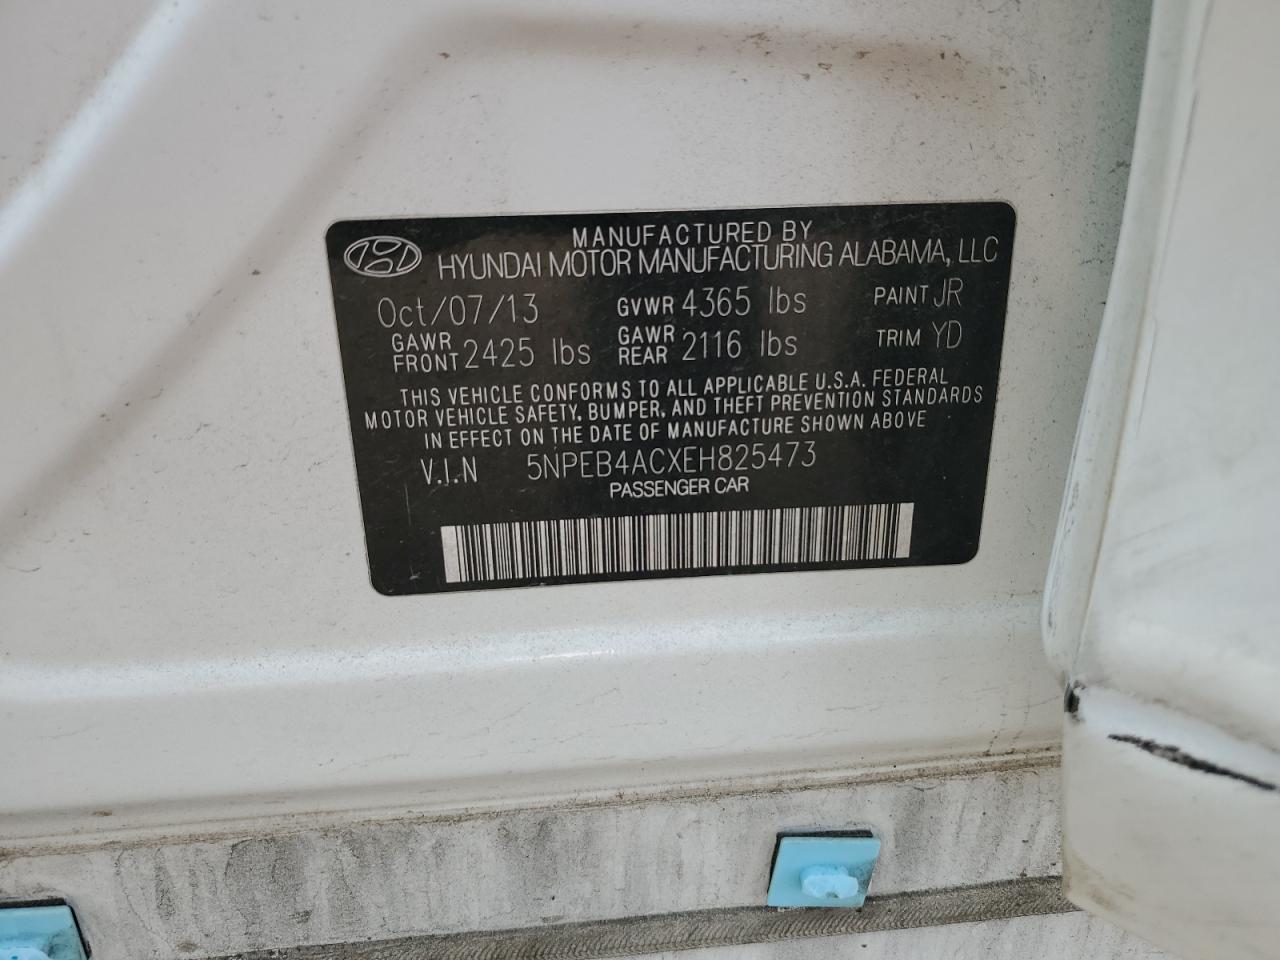 MANUFACTURED BY
HYUNDAI MOTOR MANUFACTURING ALABAMA, LLC
Oct/07/13 GVWR 4365 lbs PAINT JR
GAWR FRONT 2425 lbs GAWR REAR 2116 lbs TRIM YD
THIS VEHICLE CONFORMS TO ALL APPLICABLE U.S.A. FEDERAL
MOTOR VEHICLE SAFETY, BUMPER, AND THEFT PREVENTION STANDARDS
IN EFFECT ON THE DATE OF MANUFACTURE SHOWN ABOVE
V.I.N 5NPEB4ACXEH825473
PASSENGER CAR